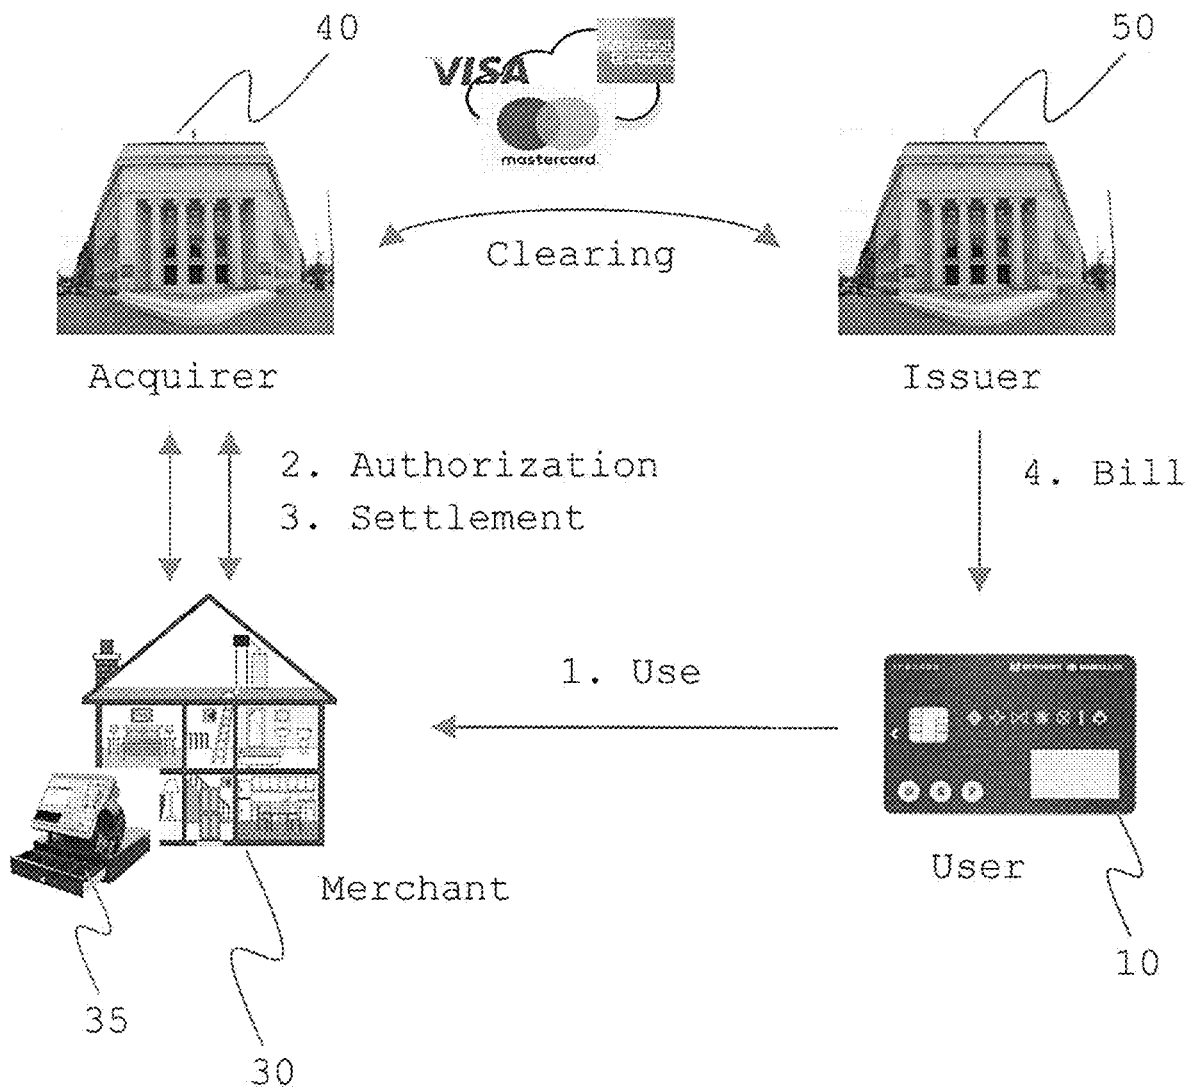 40
50
VISA
mastercard
Clearing
Acquirer
Issuer
2. Authorization
3. Settlement
4. Bill
1. Use
User
Merchant
10
35
30